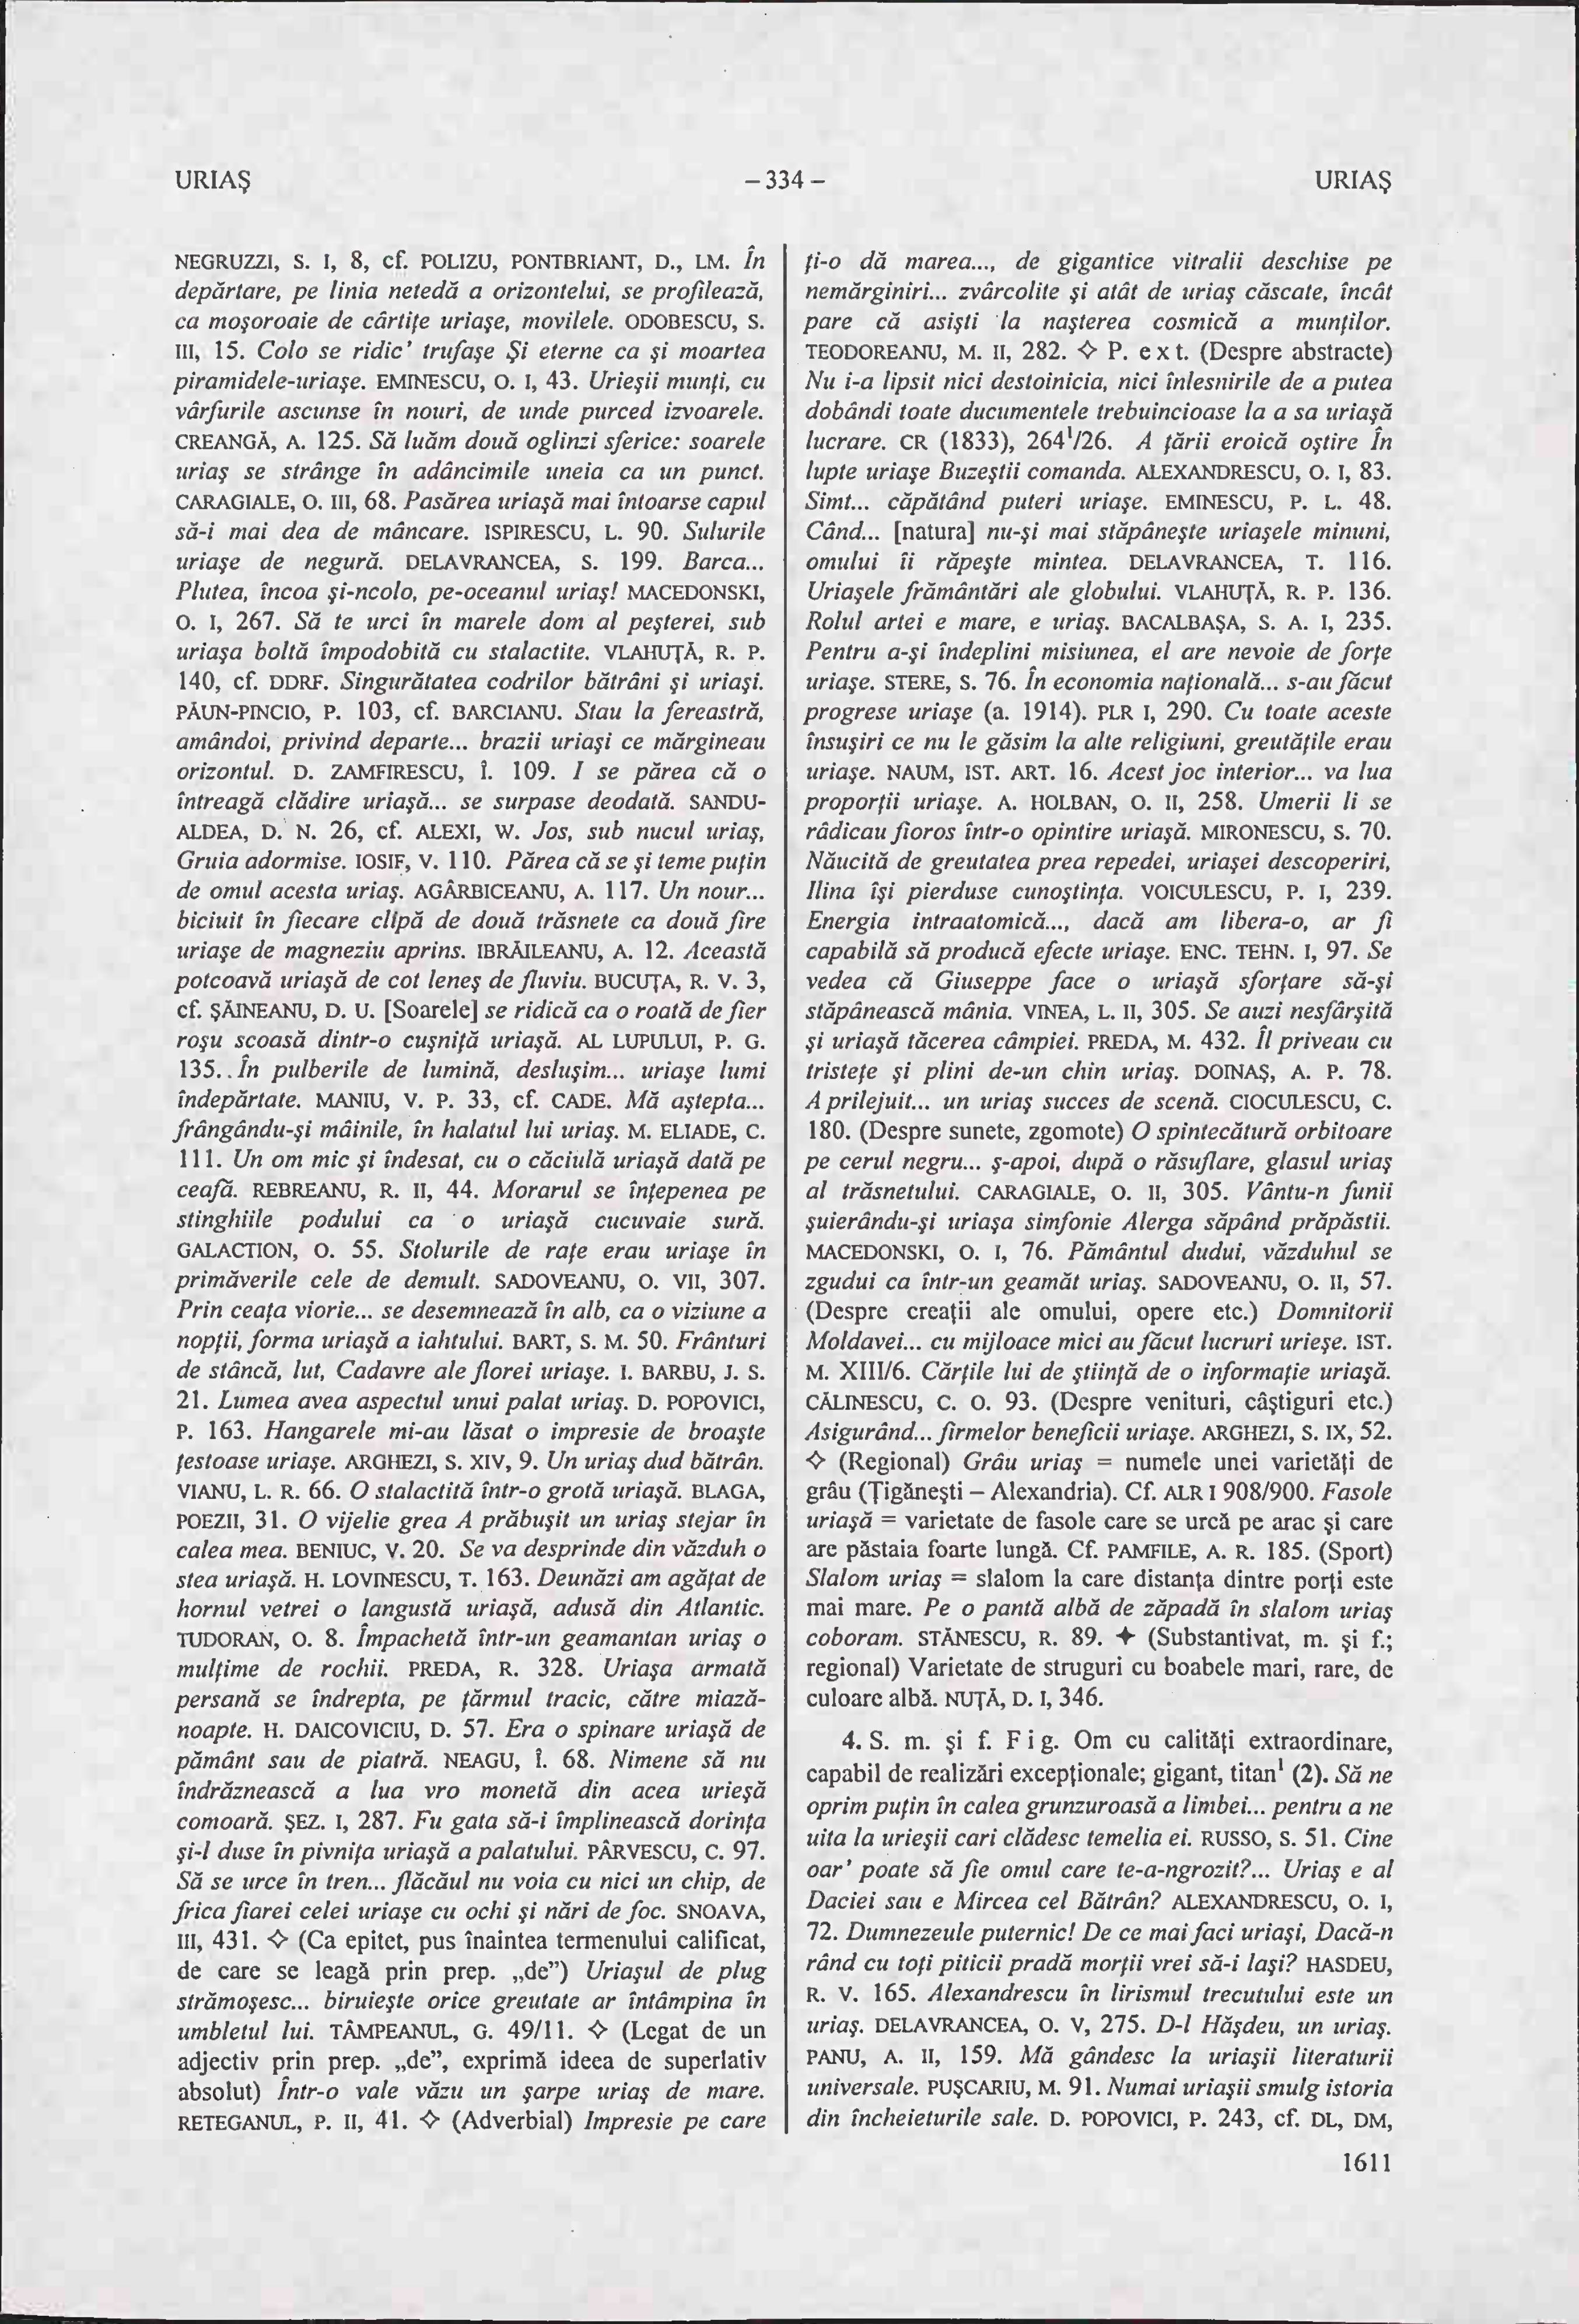 URIAŞ
– 334 –
URIAŞ
NEGRUZZI, S. I, 8, cf. POLIZU, PONTBRIANT, D., LM. În
depărtare, pe linia netedă a orizontelui, se profilează,
ca moşoroaie de cârtiţe uriaşe, movilele. ODOBESCU, S.
III, 15. Colo se ridic’ trufaşe Şi eterne ca şi moartea
piramidele-uriaşe. EMINESCU, O. I, 43. Urieşii munţi, cu
vârfurile ascunse în nouri, de unde purced izvoarele.
CREANGĂ, A. 125. Să luăm două oglinzi sferice: soarele
uriaş se strânge în adâncimile uneia ca un punct.
CARAGIALE, O. III, 68. Pasărea uriaşă mai întoarse capul
să-i mai dea de mâncare. ISPIRESCU, L. 90. Sulurile
uriaşe de negură. DELAVRANCEA, S. 199. Barca...
Plutea, încoa şi-ncolo, pe-oceanul uriaş! MACEDONSKI,
O. I, 267. Să te urci în marele dom al peşterei, sub
uriaşa boltă împodobită cu stalactite. VLAHUŢĂ, R. P.
140, cf. DDRF. Singurătatea codrilor bătrâni şi uriaşi.
PĂUN-PINCIO, P. 103, cf. BARCIANU. Stau la fereastră,
amândoi, privind departe... brazii uriaşi ce mărgineau
orizontul. D. ZAMFIRESCU, Î. 109. I se părea că o
întreagă clădire uriaşă... se surpase deodată. SANDU-
ALDEA, D. N. 26, cf. ALEXI, W. Jos, sub nucul uriaş,
Gruia adormise. IOSIF, V. 110. Părea că se şi teme puţin
de omul acesta uriaş. AGÂRBICEANU, A. 117. Un nour...
biciuit în fiecare clipă de două trăsnete ca două fire
uriaşe de magneziu aprins. IBRĂILEANU, A. 12. Această
potcoavă uriaşă de cot leneş de fluviu. BUCUŢA, R. V. 3,
cf. ŞĂINEANU, D. U. [Soarele] se ridică ca o roată de fier
roşu scoasă dintr-o cuşniţă uriaşă. AL LUPULUI, P. G.
135. În pulberile de lumină, desluşim... uriaşe lumi
îndepărtate. MANIU, V. P. 33, cf. CADE. Mă aştepta...
frângându-şi mâinile, în halatul lui uriaş. M. ELIADE, C.
111. Un om mic şi îndesat, cu o căciulă uriaşă dată pe
ceafă. REBREANU, R. II, 44. Morarul se înţepenea pe
stinghiile podului ca o uriaşă cucuvaie sură.
GALACTION, O. 55. Stolurile de raţe erau uriaşe în
primăverile cele de demult. SADOVEANU, O. VII, 307.
Prin ceaţa viorie... se desemnează în alb, ca o viziune a
nopţii, forma uriaşă a iahtului. BART, S. M. 50. Frânturi
de stâncă, lut, Cadavre ale florei uriaşe. I. BARBU, J. S.
21. Lumea avea aspectul unui palat uriaş. D. POPOVICI,
P. 163. Hangarele mi-au lăsat o impresie de broaşte
ţestoase uriaşe. ARGHEZI, S. XIV, 9. Un uriaş dud bătrân.
VIANU, L. R. 66. O stalactită într-o grotă uriaşă. BLAGA,
POEZII, 31. O vijelie grea A prăbuşit un uriaş stejar în
calea mea. BENIUC, V. 20. Se va desprinde din văzduh o
stea uriaşă. H. LOVINESCU, T. 163. Deunăzi am agăţat de
hornul vetrei o langustă uriaşă, adusă din Atlantic.
TUDORAN, O. 8. Împachetă într-un geamantan uriaş o
mulţime de rochii. PREDA, R. 328. Uriaşa armată
persană se îndrepta, pe ţărmul tracic, către miază-
noapte. H. DAICOVICIU, D. 57. Era o spinare uriaşă de
pământ sau de piatră. NEAGU, Î. 68. Nimene să nu
îndrăznească a lua vro monetă din acea urieşă
comoară. ŞEZ. I, 287. Fu gata să-i împlinească dorinţa
şi-l duse în pivniţa uriaşă a palatului. PÂRVESCU, C. 97.
Să se urce în tren... flăcăul nu voia cu nici un chip, de
frica fiarei celei uriaşe cu ochi şi nări de foc. SNOAVA,
III, 431. ◇ (Ca epitet, pus înaintea termenului calificat,
de care se leagă prin prep. „de”) Uriaşul de plug
strămoşesc... biruieşte orice greutate ar întâmpina în
umbletul lui. TÂMPEANUL, G. 49/11. ◇ (Legat de un
adjectiv prin prep. „de”, exprimă ideea de superlativ
absolut) Într-o vale văzu un şarpe uriaş de mare.
RETEGANUL, P. II, 41. ◇ (Adverbial) Impresie pe care
ţi-o dă marea..., de gigantice vitralii deschise pe
nemărginiri... zvârcolite şi atât de uriaş căscate, încât
pare că asişti la naşterea cosmică a munţilor.
TEODOREANU, M. II, 282. ◇ P. ext. (Despre abstracte)
Nu i-a lipsit nici destoinicia, nici înlesnirile de a putea
dobândi toate ducumentele trebuincioase la a sa uriaşă
lucrare. CR (1833), 264¹/26. A ţării eroică oştire În
lupte uriaşe Buzeştii comanda. ALEXANDRESCU, O. I, 83.
Simt... căpătând puteri uriaşe. EMINESCU, P. L. 48.
Când... [natura] nu-şi mai stăpâneşte uriaşele minuni,
omului îi răpeşte mintea. DELAVRANCEA, T. 116.
Uriaşele frământări ale globului. VLAHUŢĂ, R. P. 136.
Rolul artei e mare, e uriaş. BACALBAŞA, S. A. I, 235.
Pentru a-şi îndeplini misiunea, el are nevoie de forţe
uriaşe. STERE, S. 76. În economia naţională... s-au făcut
progrese uriaşe (a. 1914). PLR I, 290. Cu toate aceste
însuşiri ce nu le găsim la alte religiuni, greutăţile erau
uriaşe. NAUM, IST. ART. 16. Acest joc interior... va lua
proporţii uriaşe. A. HOLBAN, O. II, 258. Umerii li se
râdicau fioros într-o opintire uriaşă. MIRONESCU, S. 70.
Năucită de greutatea prea repedei, uriaşei descoperiri,
Ilina îşi pierduse cunoştinţa. VOICULESCU, P. I, 239.
Energia intraatomică..., dacă am libera-o, ar fi
capabilă să producă efecte uriaşe. ENC. TEHN. I, 97. Se
vedea că Giuseppe face o uriaşă sforţare să-şi
stăpânească mânia. VINEA, L. II, 305. Se auzi nesfârşită
şi uriaşă tăcerea câmpiei. PREDA, M. 432. Îl priveau cu
tristeţe şi plini de-un chin uriaş. DOINAŞ, A. P. 78.
A prilejuit... un uriaş succes de scenă. CIOCULESCU, C.
180. (Despre sunete, zgomote) O spintecătură orbitoare
pe cerul negru... ş-apoi, după o răsuflare, glasul uriaş
al trăsnetului. CARAGIALE, O. II, 305. Vântu-n funii
şuierându-şi uriaşa simfonie Alerga săpând prăpăstii.
MACEDONSKI, O. I, 76. Pământul dudui, văzduhul se
zgudui ca într-un geamăt uriaş. SADOVEANU, O. II, 57.
(Despre creaţii ale omului, opere etc.) Domnitorii
Moldavei... cu mijloace mici au făcut lucruri urieşe. IST.
M. XIII/6. Cărţile lui de ştiinţă de o informaţie uriaşă.
CĂLINESCU, C. O. 93. (Despre venituri, câştiguri etc.)
Asigurând... firmelor beneficii uriaşe. ARGHEZI, S. IX, 52.
◇ (Regional) Grâu uriaş = numele unei varietăţi de
grâu (Ţigăneşti – Alexandria). Cf. ALR I 908/900. Fasole
uriaşă = varietate de fasole care se urcă pe arac şi care
are păstaia foarte lungă. Cf. PAMFILE, A. R. 185. (Sport)
Slalom uriaş = slalom la care distanţa dintre porţi este
mai mare. Pe o pantă albă de zăpadă în slalom uriaş
coboram. STĂNESCU, R. 89. ✦ (Substantivat, m. şi f.;
regional) Varietate de struguri cu boabele mari, rare, de
culoare albă. NUŢĂ, D. I, 346.
4. S. m. şi f. Fig. Om cu calităţi extraordinare,
capabil de realizări excepţionale; gigant, titan¹ (2). Să ne
oprim puţin în calea grunzuroasă a limbei... pentru a ne
uita la urieşii cari clădesc temelia ei. RUSSO, S. 51. Cine
oar’ poate să fie omul care te-a-ngrozit?... Uriaş e al
Daciei sau e Mircea cel Bătrân? ALEXANDRESCU, O. I,
72. Dumnezeule puternic! De ce mai faci uriaşi, Dacă-n
rând cu toţi piticii pradă morţii vrei să-i laşi? HASDEU,
R. V. 165. Alexandrescu în lirismul trecutului este un
uriaş. DELAVRANCEA, O. V, 275. D-l Hăşdeu, un uriaş.
PANU, A. II, 159. Mă gândesc la uriaşii literaturii
universale. PUŞCARIU, M. 91. Numai uriaşii smulg istoria
din încheieturile sale. D. POPOVICI, P. 243, cf. DL, DM,
1611